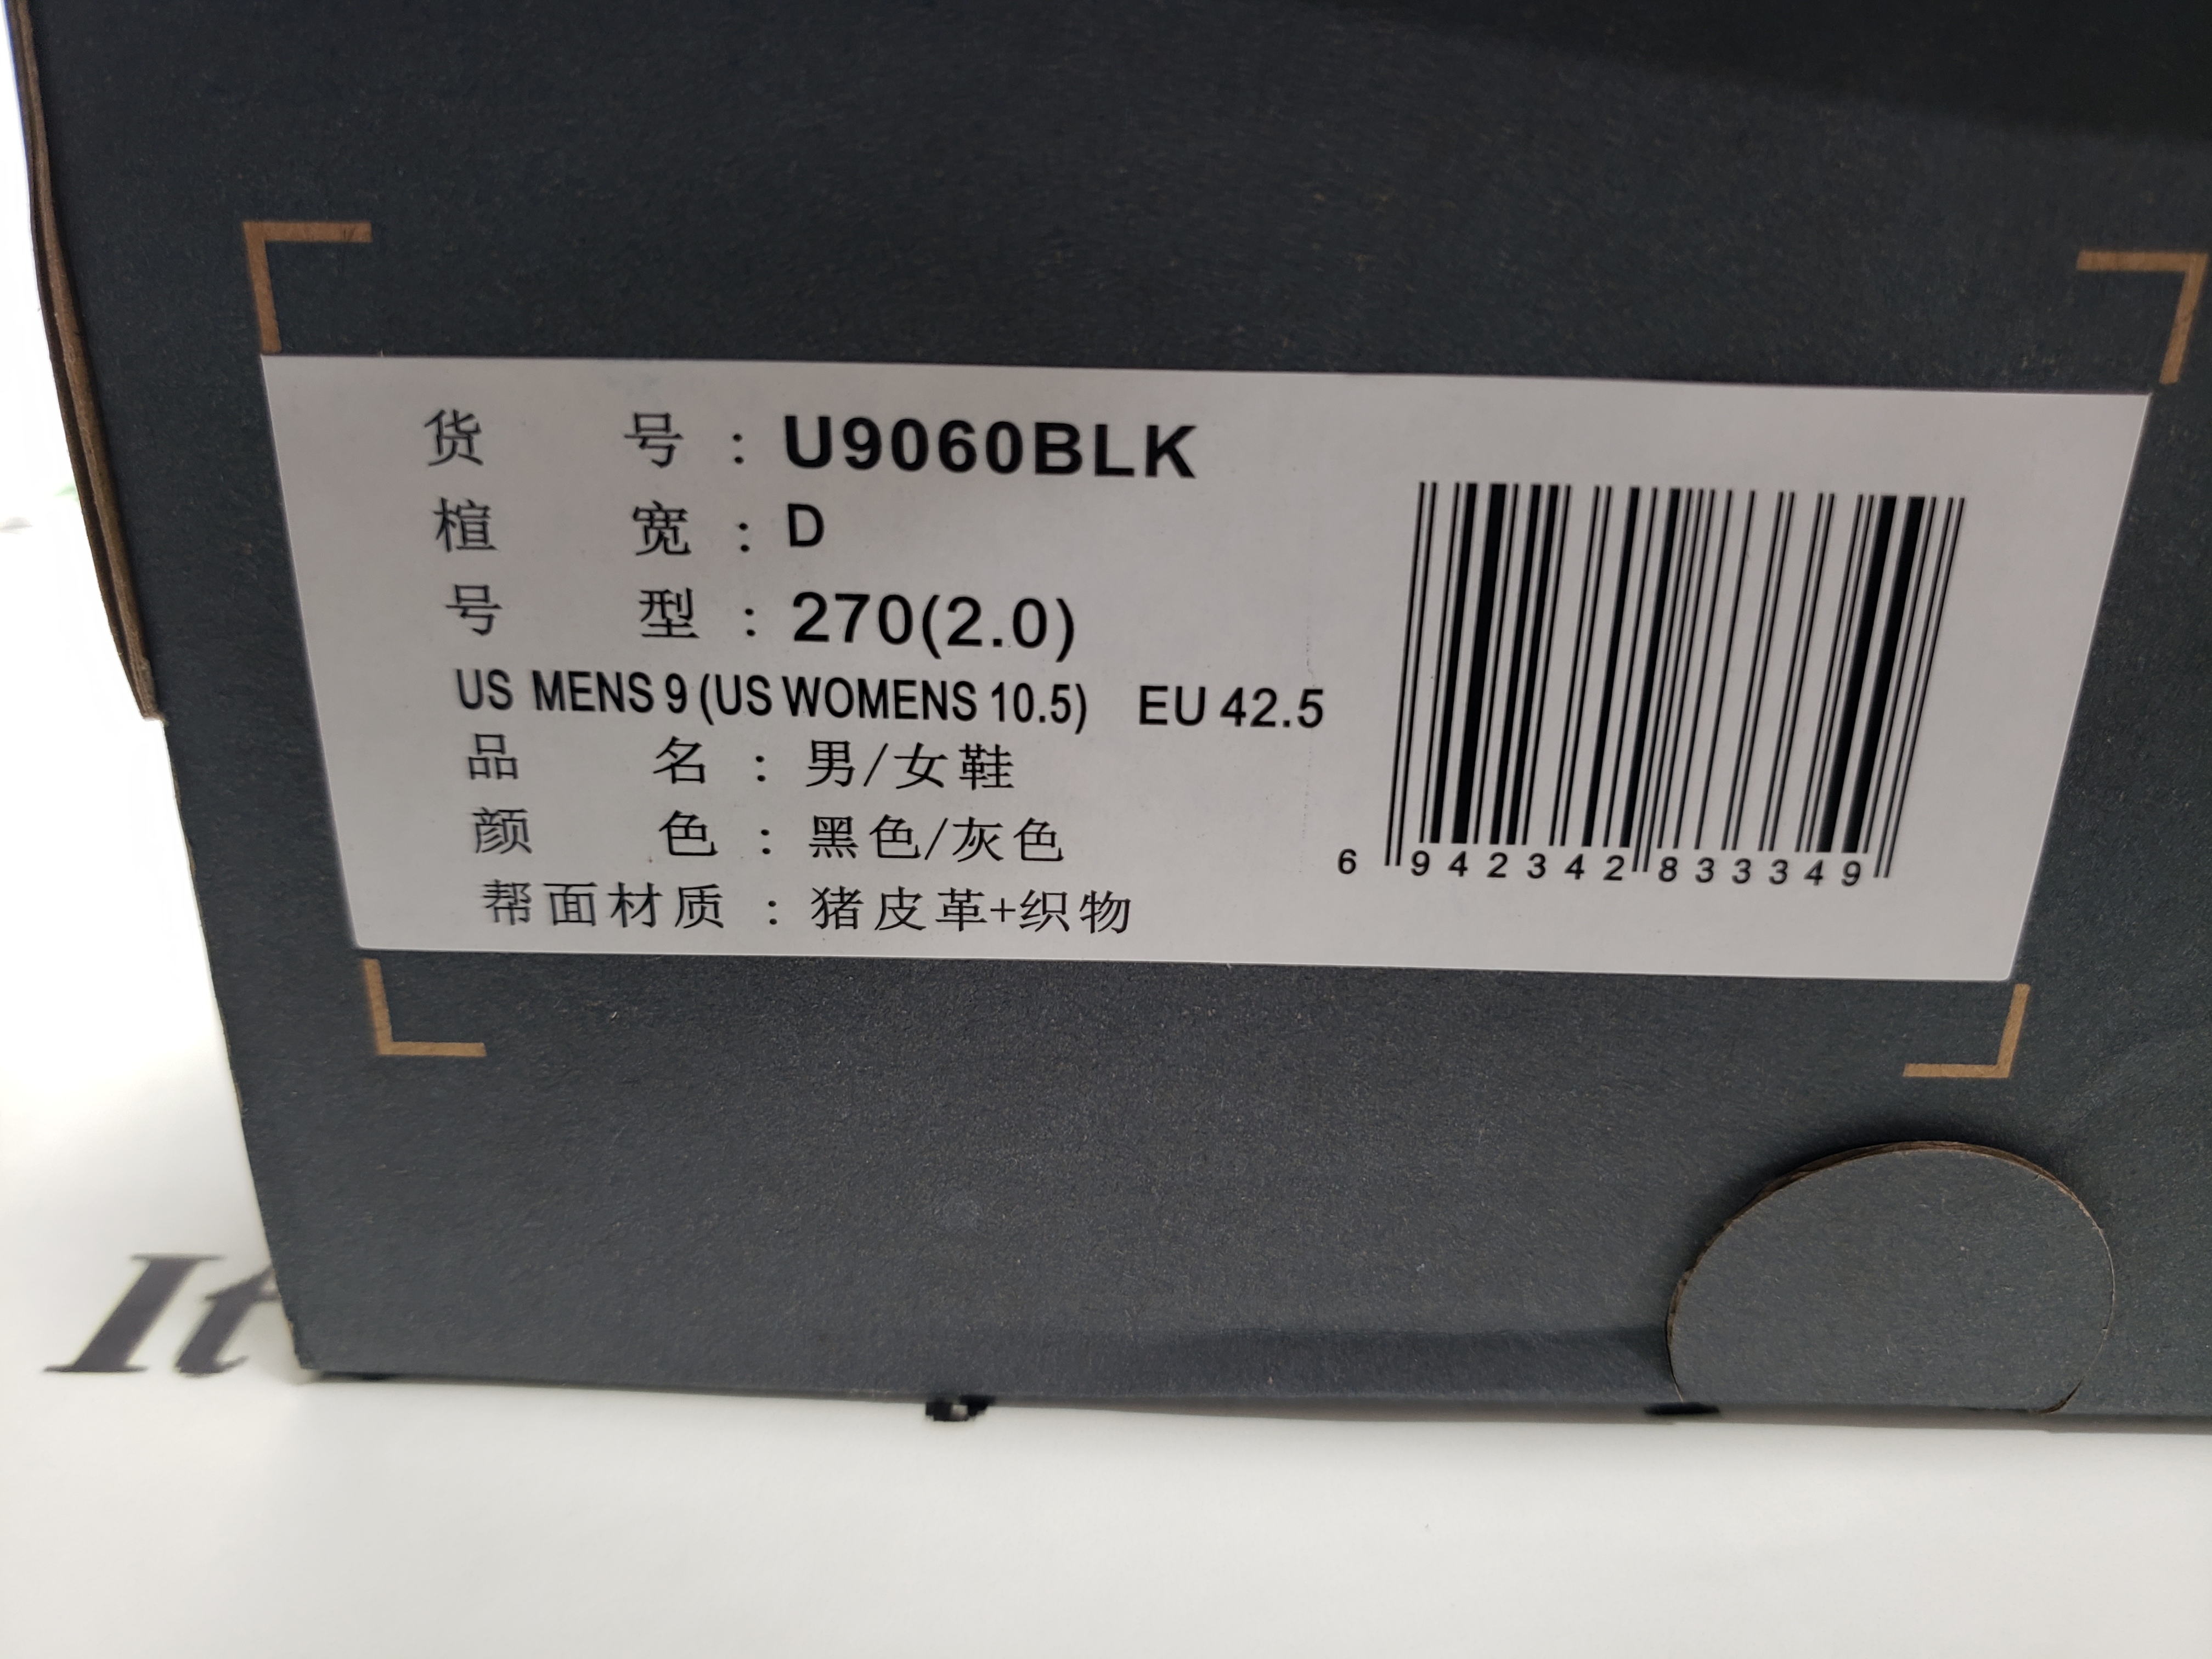 货 号：U9060BLK
楦 宽：D
号 型：270(2.0)
US MENS 9 (US WOMENS 10.5) EU 42.5
品 名：男/女鞋
颜 色：黑色/灰色
帮面材质：猪皮革+织物
6 942342 833349
It